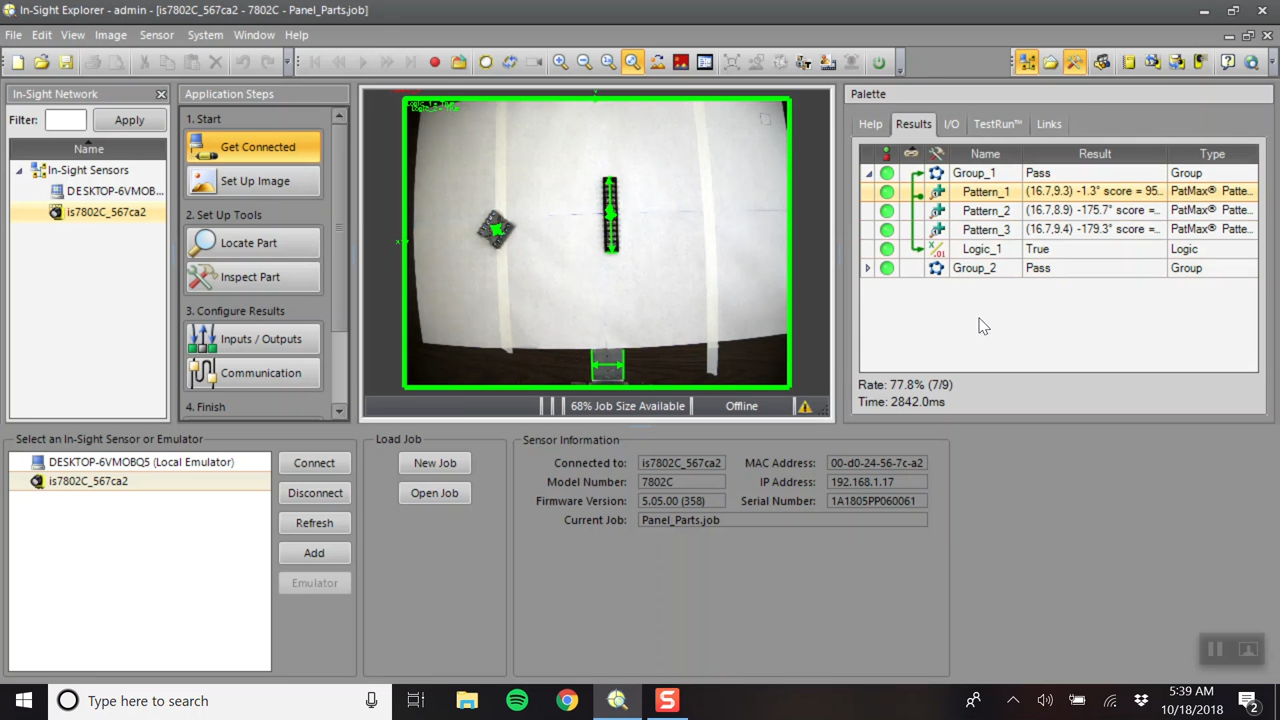 In-Sight Explorer - admin - [is7802C_567ca2 - 7802C - Panel_Parts.job]
File Edit View Image Sensor System Window Help
In-Sight Network
Filter: Apply
Name
In-Sight Sensors
DESKTOP-6VMOB...
is7802C_567ca2
Application Steps
1. Start
Get Connected
Set Up Image
2. Set Up Tools
Locate Part
Inspect Part
3. Configure Results
Inputs / Outputs
Communication
4. Finish
68% Job Size Available Offline
Palette
Help Results I/O TestRun™ Links
Name Result Type
Group_1 Pass Group
Pattern_1 (16.7,9.3) -1.3° score = 95... PatMax® Patte...
Pattern_2 (16.7,8.9) -175.7° score =... PatMax® Patte...
Pattern_3 (16.7,9.4) -179.3° score =... PatMax® Patte...
Logic_1 True Logic
Group_2 Pass Group
Rate: 77.8% (7/9)
Time: 2842.0ms
Select an In-Sight Sensor or Emulator
DESKTOP-6VMOBQ5 (Local Emulator)
is7802C_567ca2
Connect
Disconnect
Refresh
Add
Emulator
Load Job
New Job
Open Job
Sensor Information
Connected to: is7802C_567ca2 MAC Address: 00-d0-24-56-7c-a2
Model Number: 7802C IP Address: 192.168.1.17
Firmware Version: 5.05.00 (358) Serial Number: 1A1805PP060061
Current Job: Panel_Parts.job
Type here to search
5:39 AM
10/18/2018
2